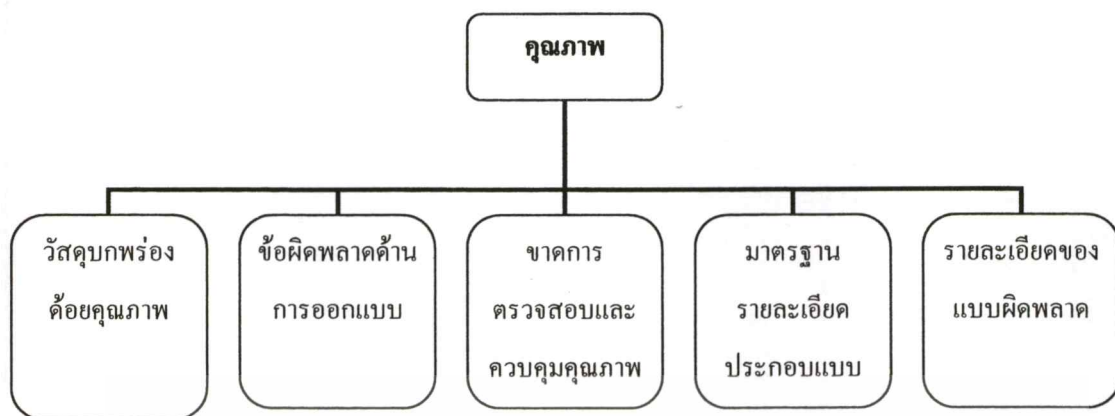 คุณภาพ
วัสดุบกพร่อง
ด้อยคุณภาพ
ข้อผิดพลาดด้าน
การออกแบบ
ขาดการ
ตรวจสอบและ
ควบคุมคุณภาพ
มาตรฐาน
รายละเอียด
ประกอบแบบ
รายละเอียดของ
แบบผิดพลาด